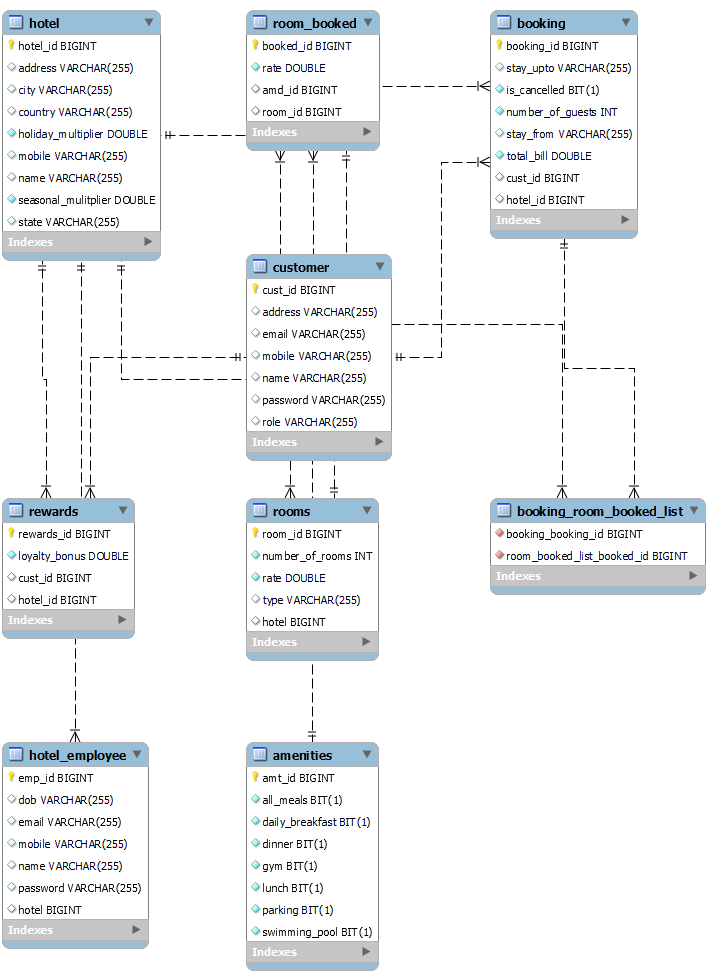 hotel
hotel_id BIGINT
address VARCHAR(255)
city VARCHAR(255)
country VARCHAR(255)
holiday_multiplier DOUBLE
mobile VARCHAR(255)
name VARCHAR(255)
seasonal_mulitplier DOUBLE
state VARCHAR(255)
Indexes
room_booked
booked_id BIGINT
rate DOUBLE
amd_id BIGINT
room_id BIGINT
Indexes
booking
booking_id BIGINT
stay_upto VARCHAR(255)
is_cancelled BIT(1)
number_of_guests INT
stay_from VARCHAR(255)
total_bill DOUBLE
cust_id BIGINT
hotel_id BIGINT
Indexes
customer
cust_id BIGINT
address VARCHAR(255)
email VARCHAR(255)
mobile VARCHAR(255)
name VARCHAR(255)
password VARCHAR(255)
role VARCHAR(255)
Indexes
rewards
rewards_id BIGINT
loyalty_bonus DOUBLE
cust_id BIGINT
hotel_id BIGINT
Indexes
rooms
room_id BIGINT
number_of_rooms INT
rate DOUBLE
type VARCHAR(255)
hotel BIGINT
Indexes
booking_room_booked_list
booking_booking_id BIGINT
room_booked_list_booked_id BIGINT
Indexes
hotel_employee
emp_id BIGINT
dob VARCHAR(255)
email VARCHAR(255)
mobile VARCHAR(255)
name VARCHAR(255)
password VARCHAR(255)
hotel BIGINT
Indexes
amenities
amt_id BIGINT
all_meals BIT(1)
daily_breakfast BIT(1)
dinner BIT(1)
gym BIT(1)
lunch BIT(1)
parking BIT(1)
swimming_pool BIT(1)
Indexes